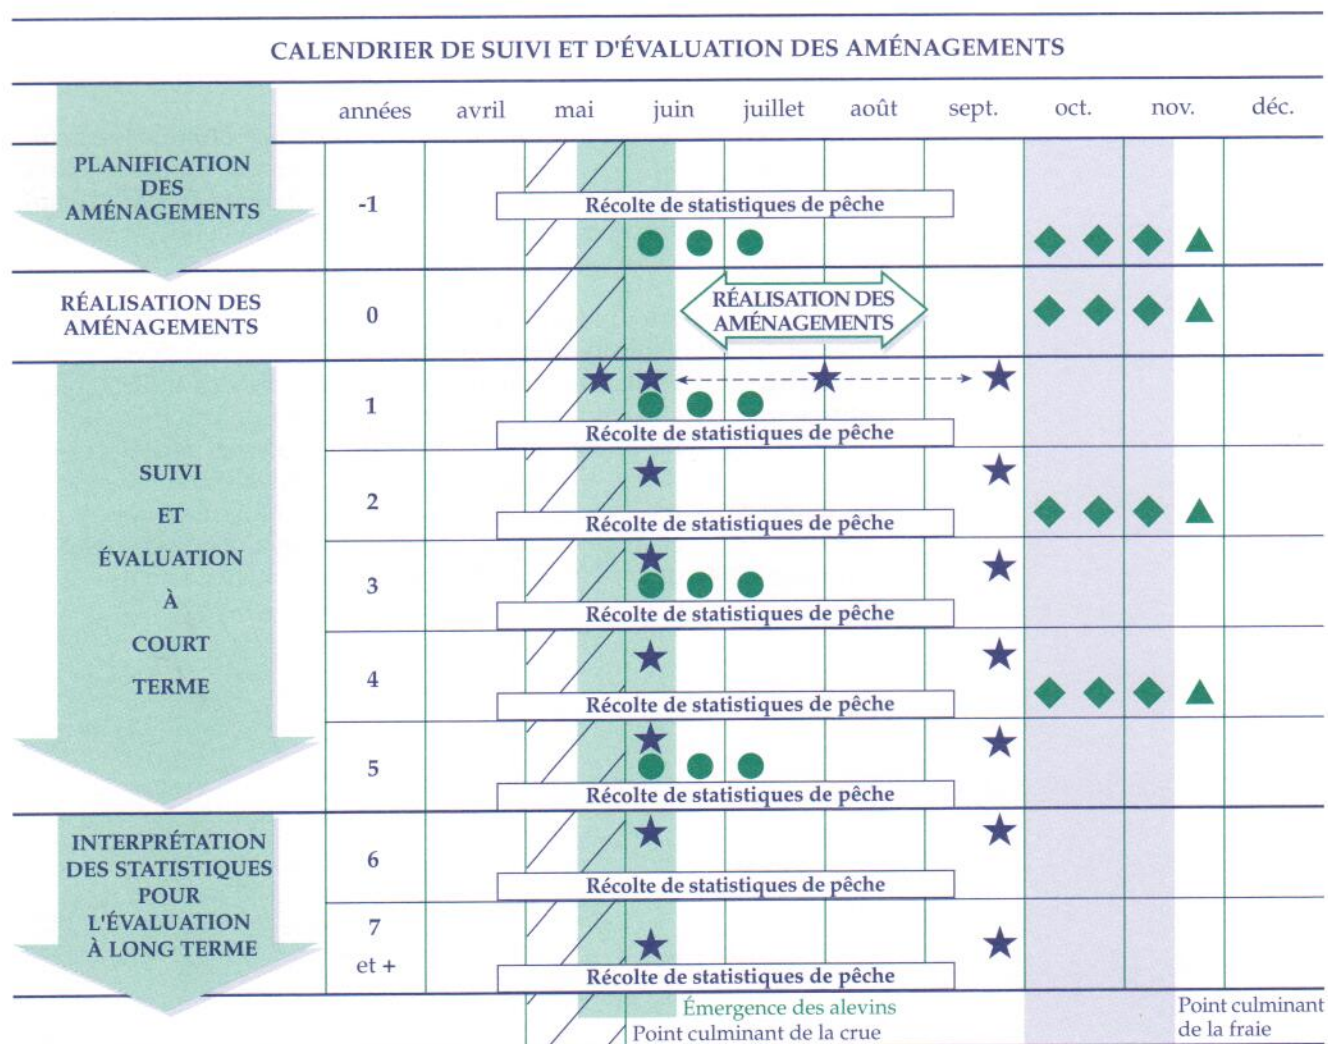 CALENDRIER DE SUIVI ET D'ÉVALUATION DES AMÉNAGEMENTS
années avril mai juin juillet août sept. oct. nov. déc.
PLANIFICATION
DES
AMÉNAGEMENTS
-1
Récolte de statistiques de pêche
RÉALISATION DES
AMÉNAGEMENTS
0
RÉALISATION DES
AMÉNAGEMENTS
SUIVI
ET
ÉVALUATION
À
COURT
TERME
1
Récolte de statistiques de pêche
2
Récolte de statistiques de pêche
3
Récolte de statistiques de pêche
4
Récolte de statistiques de pêche
5
Récolte de statistiques de pêche
INTERPRÉTATION
DES STATISTIQUES
POUR
L'ÉVALUATION
À LONG TERME
6
Récolte de statistiques de pêche
7
et +
Récolte de statistiques de pêche
Émergence des alevins
Point culminant de la crue
Point culminant
de la fraie